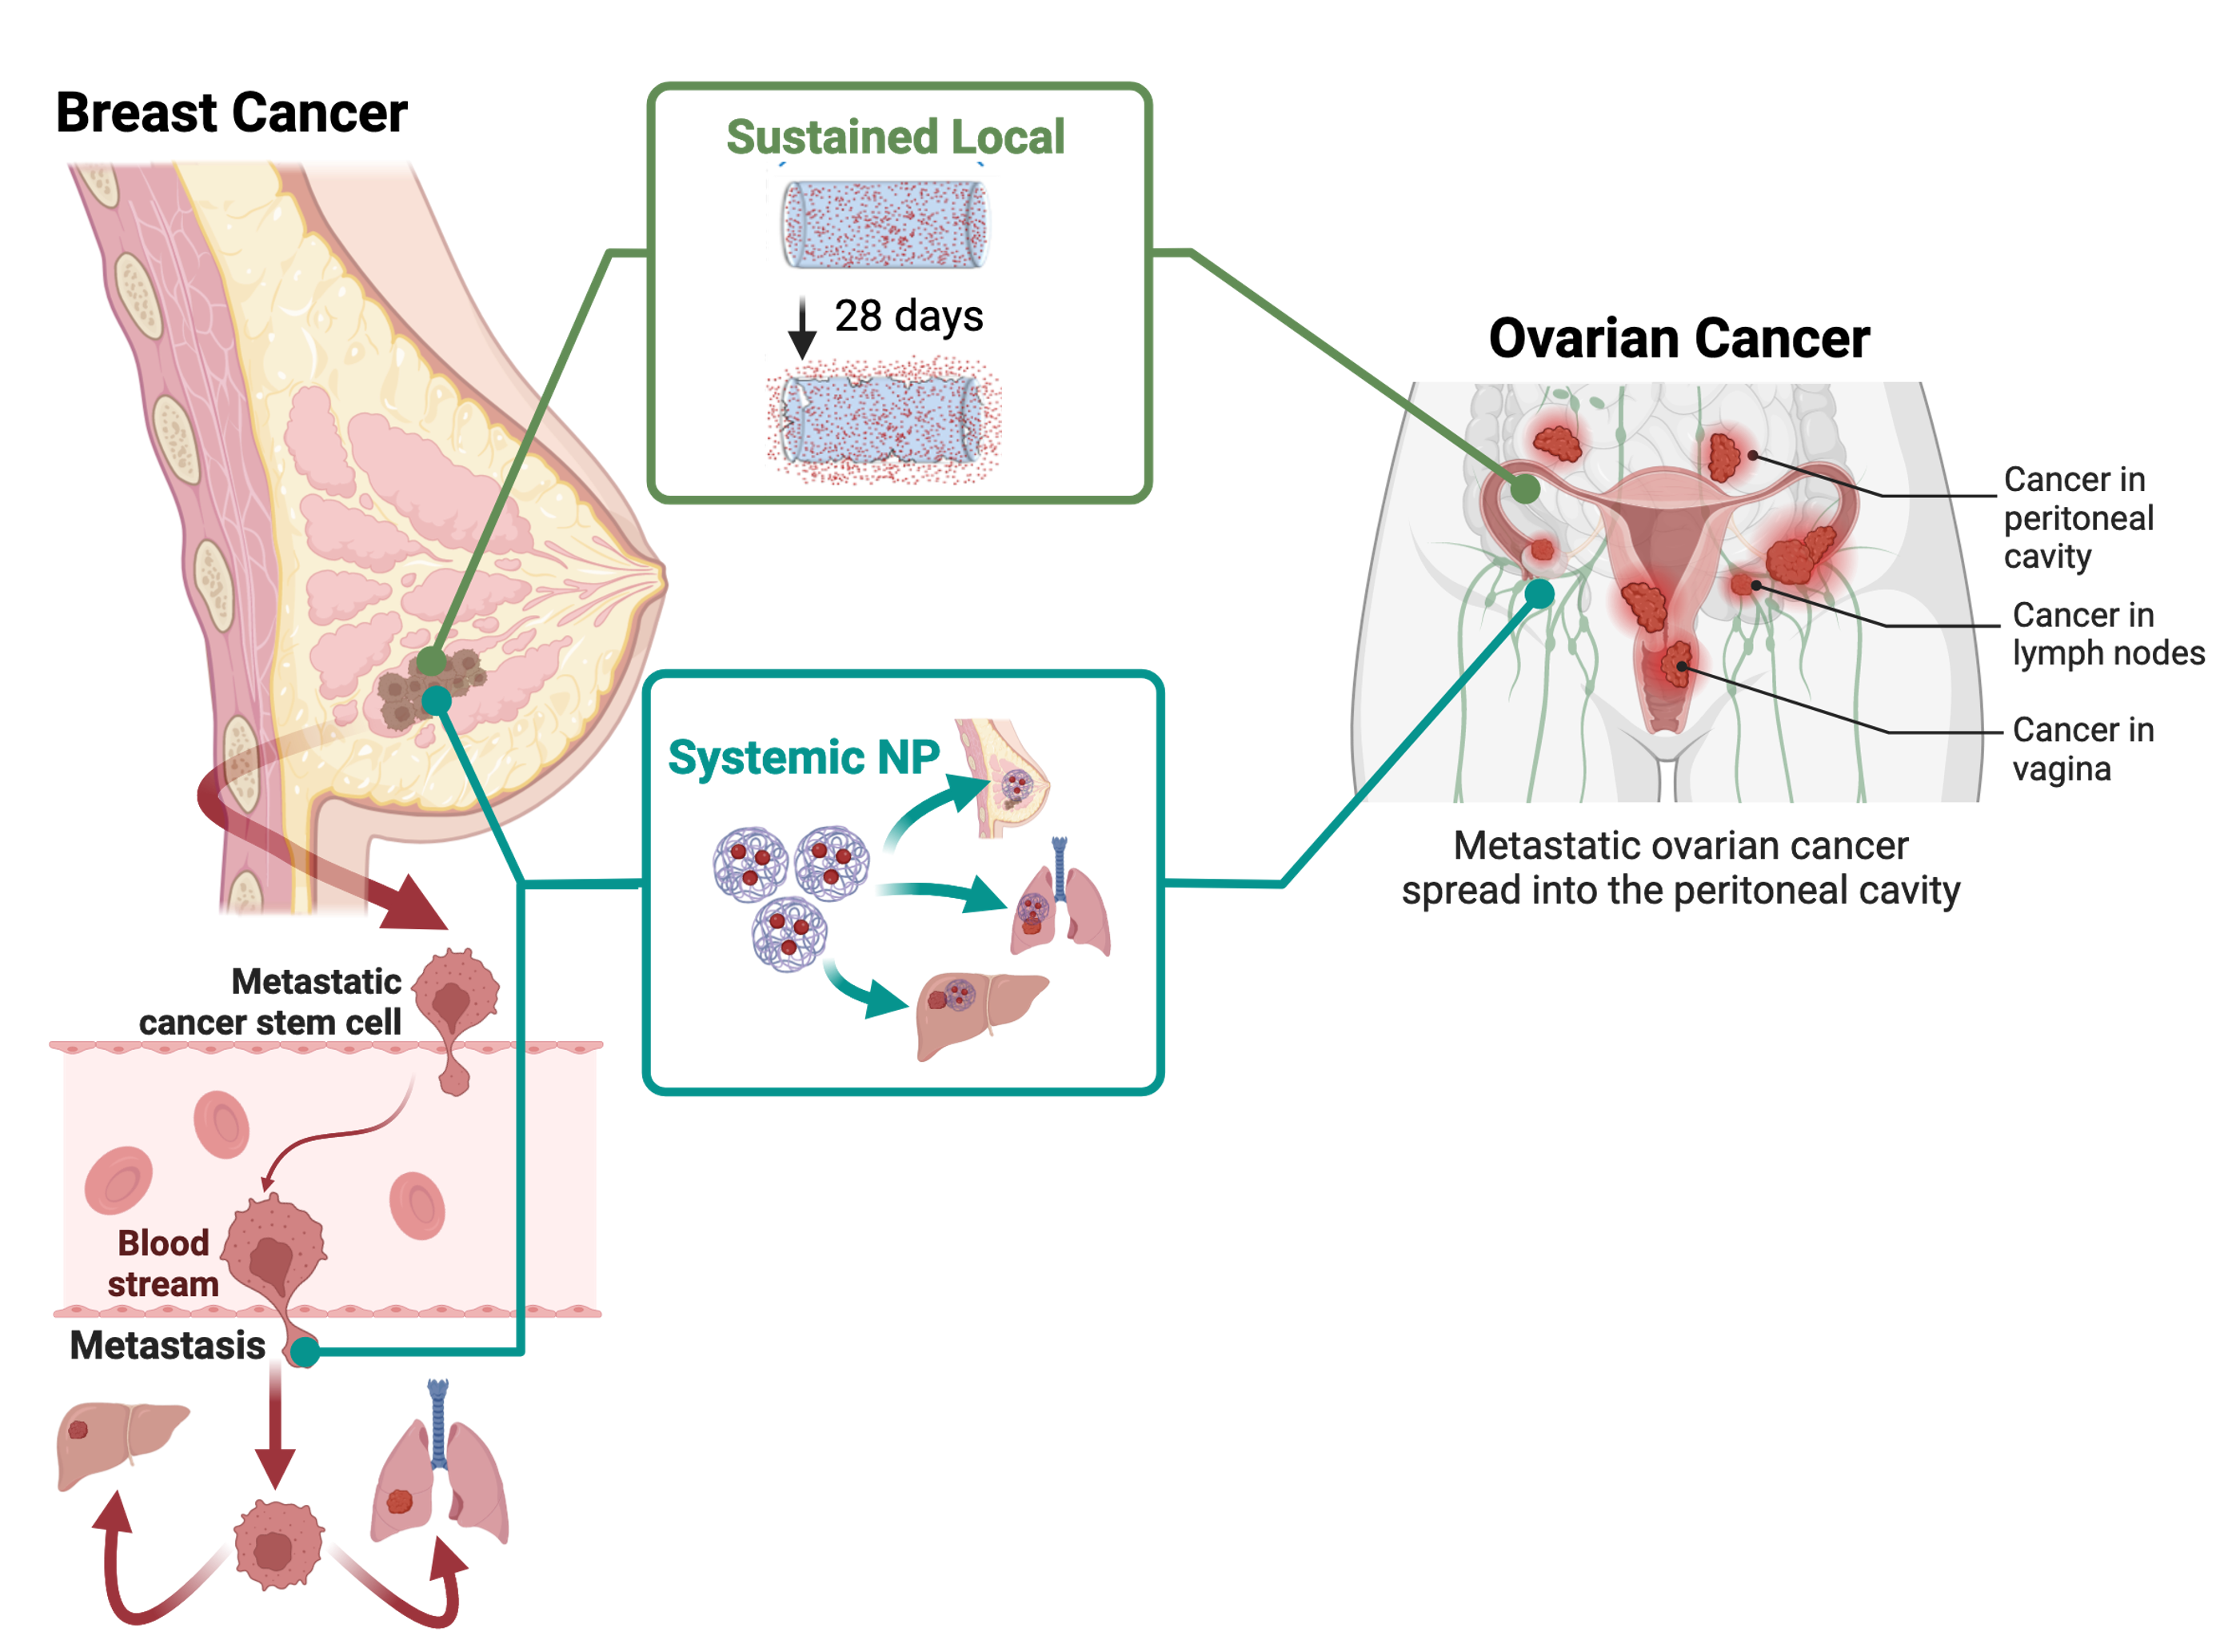 Breast Cancer
Sustained Local
28 days
Ovarian Cancer
Cancer in
peritoneal
cavity
Cancer in
lymph nodes
Cancer in
vagina
Metastatic ovarian cancer
spread into the peritoneal cavity
Systemic NP
Metastatic
cancer stem cell
Blood
stream
Metastasis